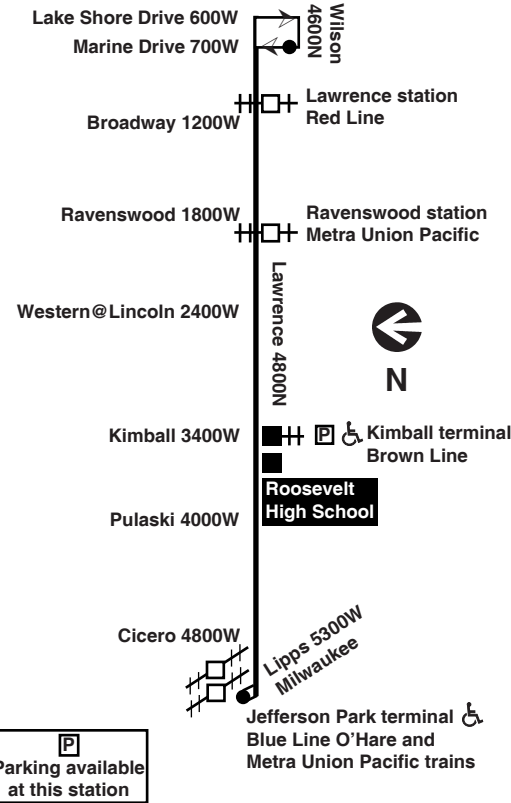 Lake Shore Drive 600W
Marine Drive 700W
Wilson
4600N
Broadway 1200W
Lawrence station
Red Line
Ravenswood 1800W
Ravenswood station
Metra Union Pacific
Western@Lincoln 2400W
Lawrence 4800N
N
Kimball 3400W
P
Kimball terminal
Brown Line
Roosevelt
High School
Pulaski 4000W
Cicero 4800W
Lipps 5300W
Milwaukee
Jefferson Park terminal
Blue Line O'Hare and
Metra Union Pacific trains
P
Parking available
at this station